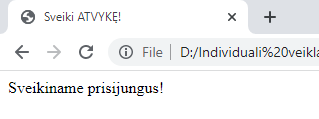 Sveiki ATVYKĘ!
File D:/Individuali%20veikla
Sveikiname prisijungus!